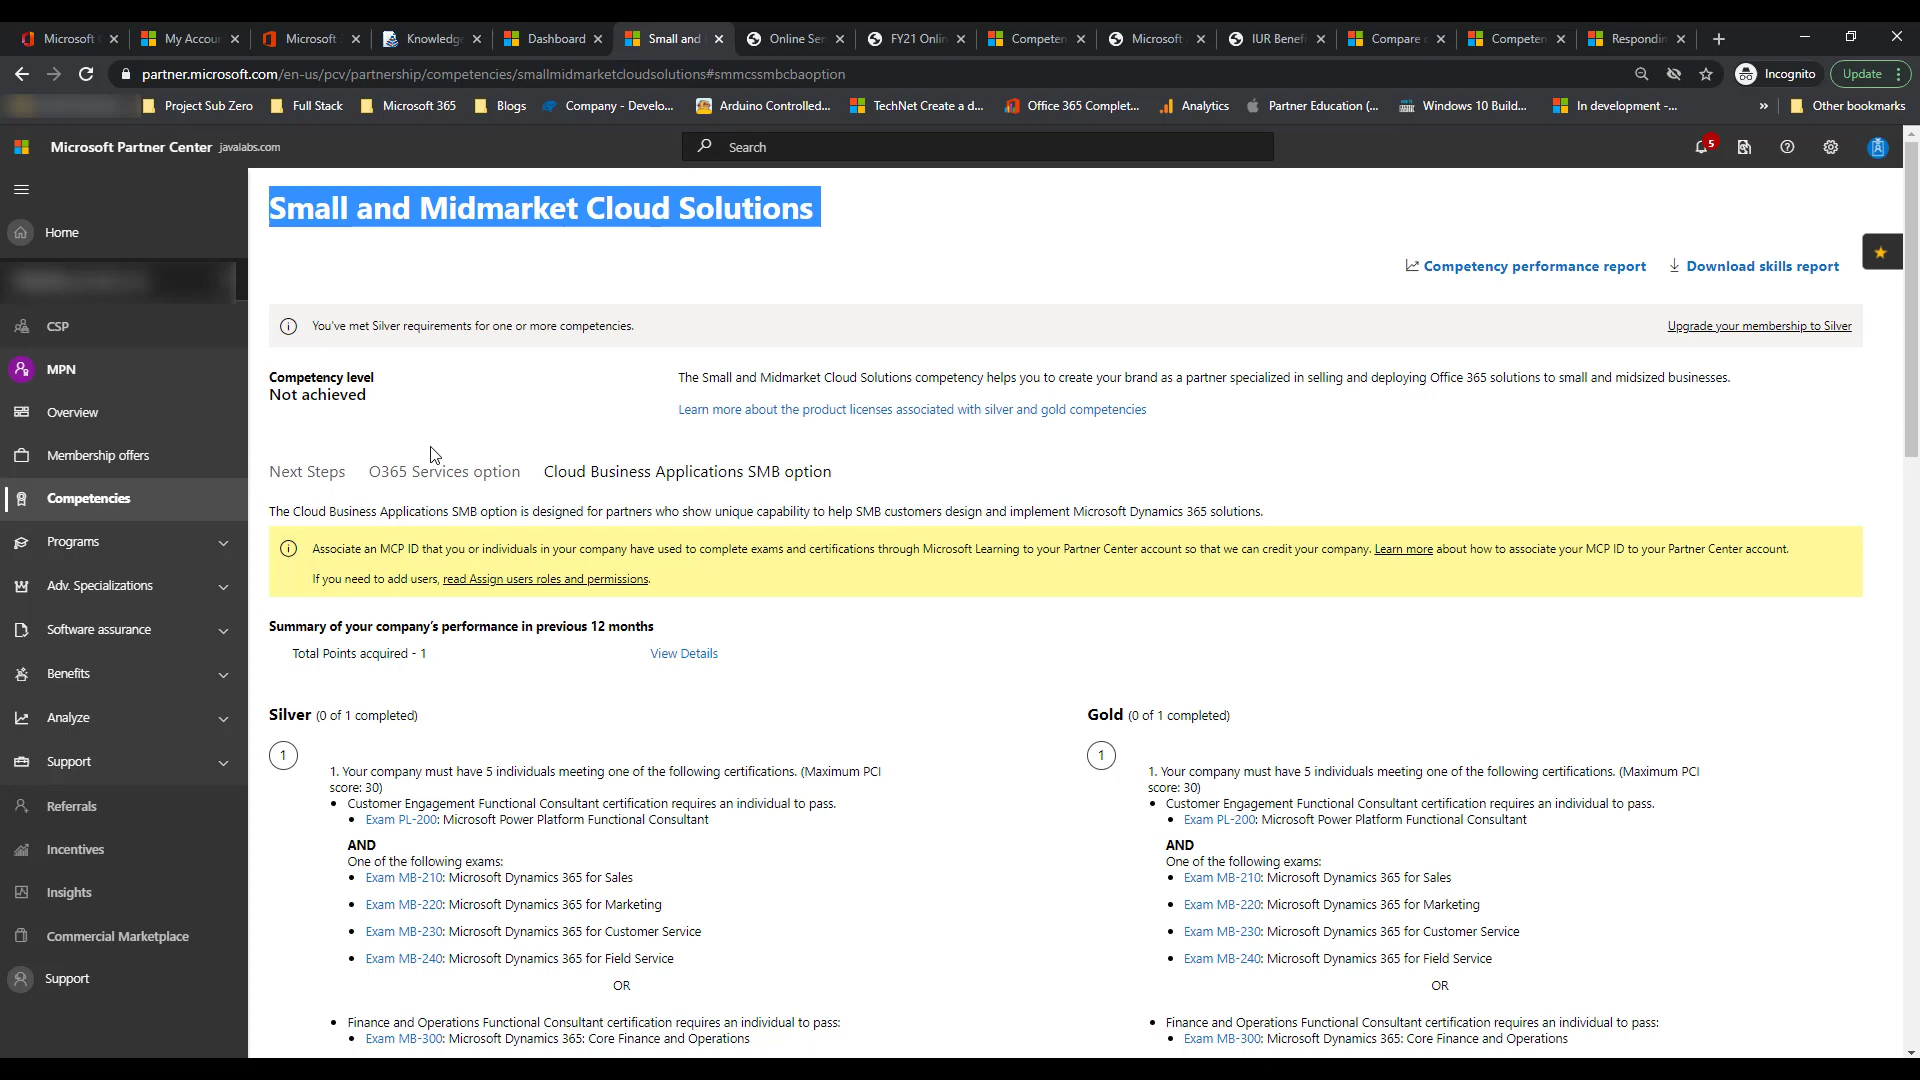 Microsoft
My Accou
Microsoft
Knowledge
Dashboard
Small and
Online Ser
FY21 Onli
Competen
Microsoft
IUR Benef
Compare
Competen
Respondin
partner.microsoft.com/en-us/pcv/partnership/competencies/smallmidmarketcloudsolutions#smmcssmbcbaoption
Incognito
Update
Project Sub Zero
Full Stack
Microsoft 365
Blogs
Company - Develo...
Arduino Controlled...
TechNet Create a d...
Office 365 Complet...
Analytics
Partner Education (...
Windows 10 Build...
In development -...
»
Other bookmarks
Microsoft Partner Center javalabs.com
Search
5
Home
CSP
MPN
Overview
Membership offers
Competencies
Programs
Adv. Specializations
Software assurance
Benefits
Analyze
Support
Referrals
Incentives
Insights
Commercial Marketplace
Support
Small and Midmarket Cloud Solutions
Competency performance report
Download skills report
You've met Silver requirements for one or more competencies.
Upgrade your membership to Silver
Competency level
Not achieved
The Small and Midmarket Cloud Solutions competency helps you to create your brand as a partner specialized in selling and deploying Office 365 solutions to small and midsized businesses.
Learn more about the product licenses associated with silver and gold competencies
Next Steps
O365 Services option
Cloud Business Applications SMB option
The Cloud Business Applications SMB option is designed for partners who show unique capability to help SMB customers design and implement Microsoft Dynamics 365 solutions.
Associate an MCP ID that you or individuals in your company have used to complete exams and certifications through Microsoft Learning to your Partner Center account so that we can credit your company. Learn more about how to associate your MCP ID to your Partner Center account.
If you need to add users, read Assign users roles and permissions.
Summary of your company's performance in previous 12 months
Total Points acquired - 1
View Details
Silver (0 of 1 completed)
1
1. Your company must have 5 individuals meeting one of the following certifications. (Maximum PCI
score: 30)
• Customer Engagement Functional Consultant certification requires an individual to pass.
• Exam PL-200: Microsoft Power Platform Functional Consultant
AND
One of the following exams:
• Exam MB-210: Microsoft Dynamics 365 for Sales
• Exam MB-220: Microsoft Dynamics 365 for Marketing
• Exam MB-230: Microsoft Dynamics 365 for Customer Service
• Exam MB-240: Microsoft Dynamics 365 for Field Service
OR
• Finance and Operations Functional Consultant certification requires an individual to pass:
• Exam MB-300: Microsoft Dynamics 365: Core Finance and Operations
Gold (0 of 1 completed)
1
1. Your company must have 5 individuals meeting one of the following certifications. (Maximum PCI
score: 30)
• Customer Engagement Functional Consultant certification requires an individual to pass.
• Exam PL-200: Microsoft Power Platform Functional Consultant
AND
One of the following exams:
• Exam MB-210: Microsoft Dynamics 365 for Sales
• Exam MB-220: Microsoft Dynamics 365 for Marketing
• Exam MB-230: Microsoft Dynamics 365 for Customer Service
• Exam MB-240: Microsoft Dynamics 365 for Field Service
OR
• Finance and Operations Functional Consultant certification requires an individual to pass:
• Exam MB-300: Microsoft Dynamics 365: Core Finance and Operations